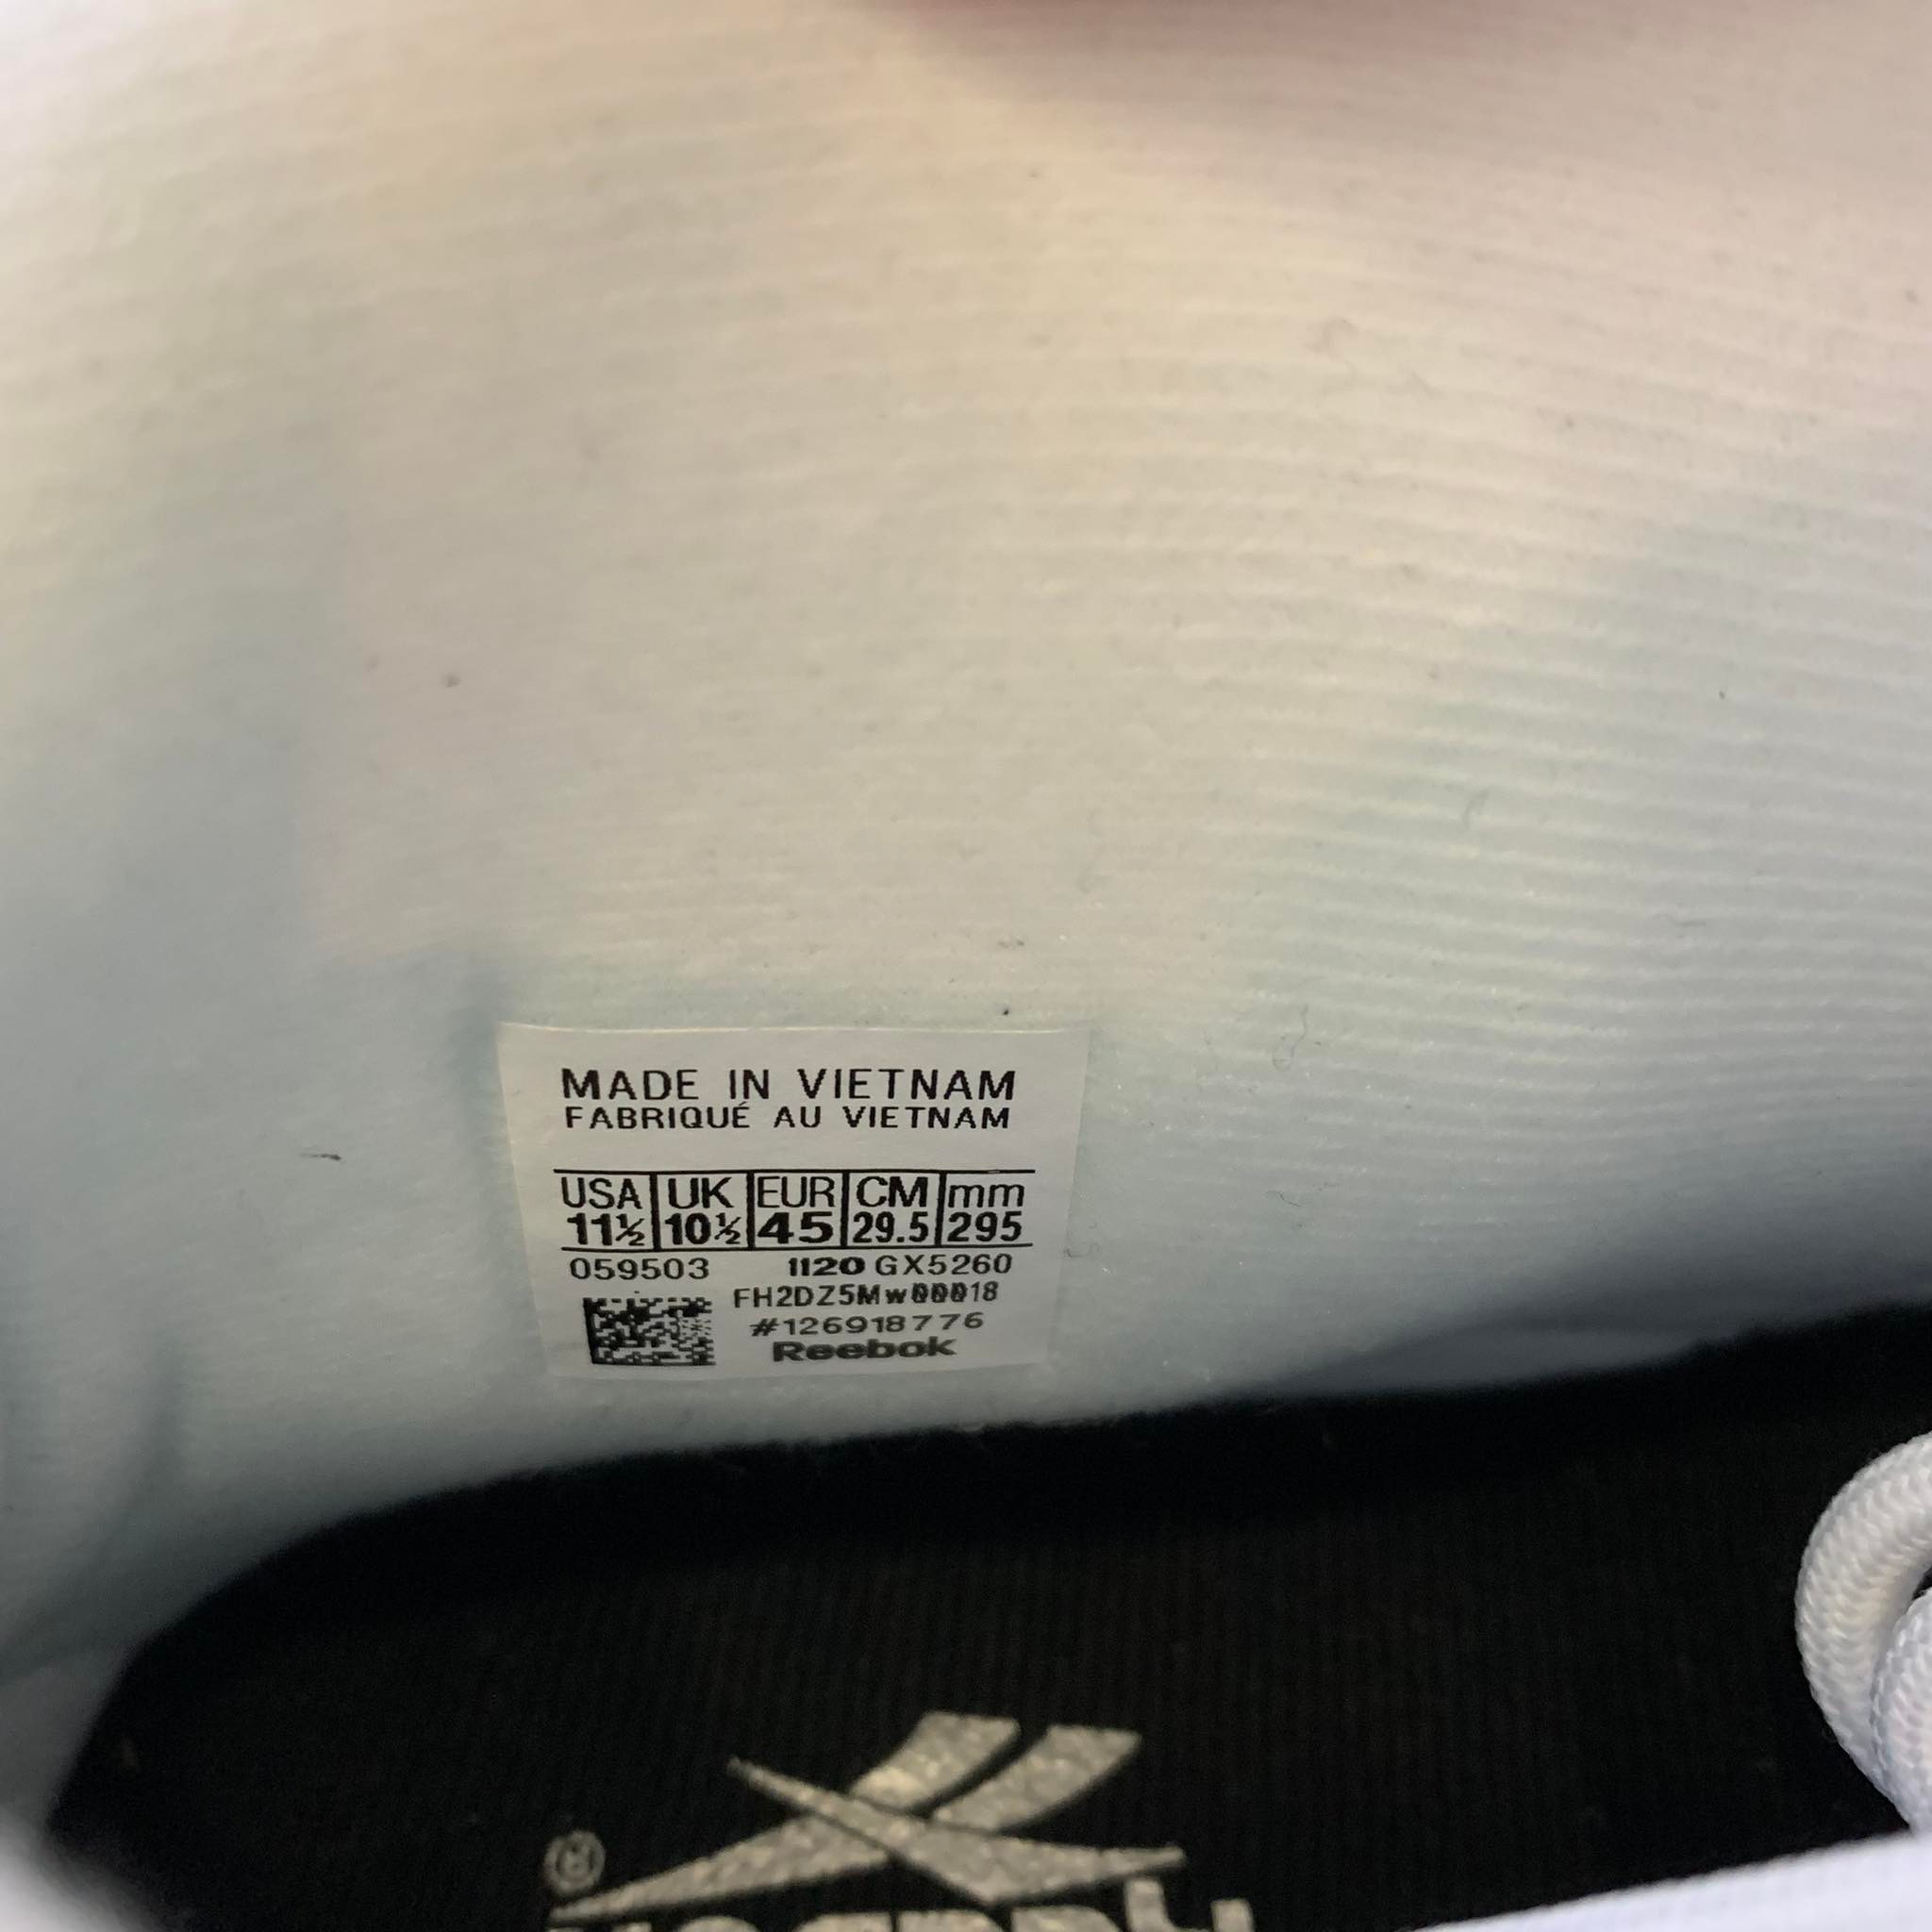 MADE IN VIETNAM
FABRIQUÉ AU VIETNAM
USA UK EUR CM mm
11½ 10½ 45 29.5 295
059503 1120 GX5260
FH2DZ5Mw00018
#126918776
Reebok
®